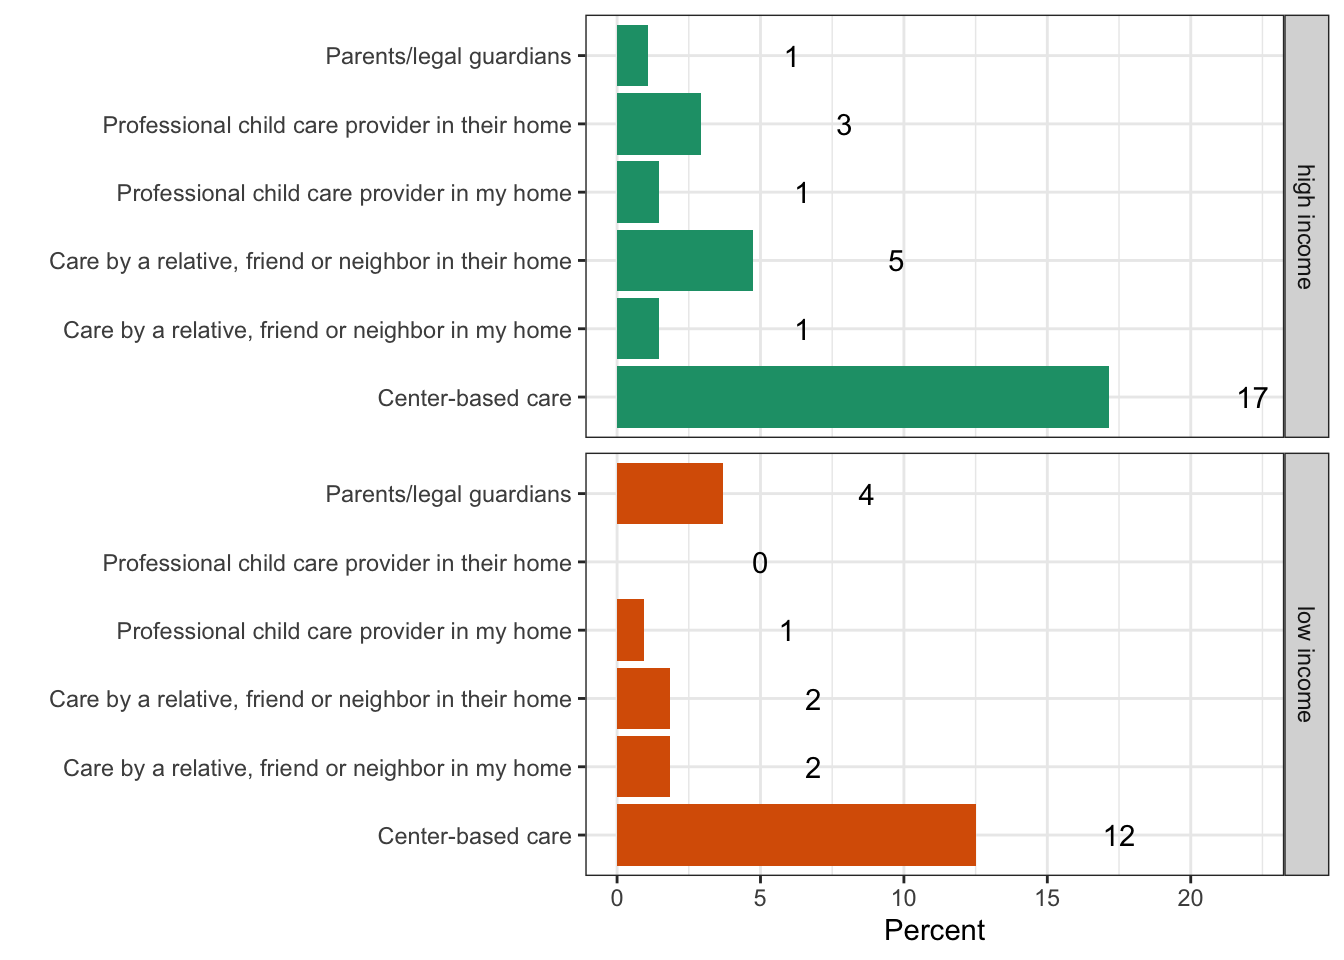 Parents/legal guardians 1
Professional child care provider in their home 3
Professional child care provider in my home 1
Care by a relative, friend or neighbor in their home 5
Care by a relative, friend or neighbor in my home 1
Center-based care 17
high income
Parents/legal guardians 4
Professional child care provider in their home 0
Professional child care provider in my home 1
Care by a relative, friend or neighbor in their home 2
Care by a relative, friend or neighbor in my home 2
Center-based care 12
low income
0 5 10 15 20
Percent